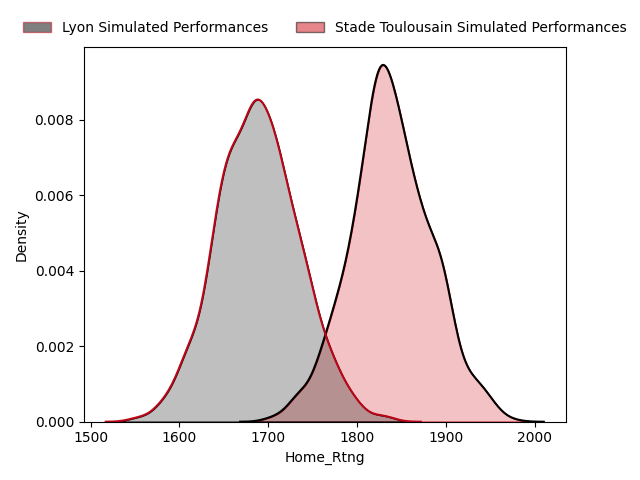 Lyon Simulated Performances
Stade Toulousain Simulated Performances
Density
0.008
0.006
0.004
0.002
0.000
1500
1600
1700
1800
1900
2000
Home_Rtng